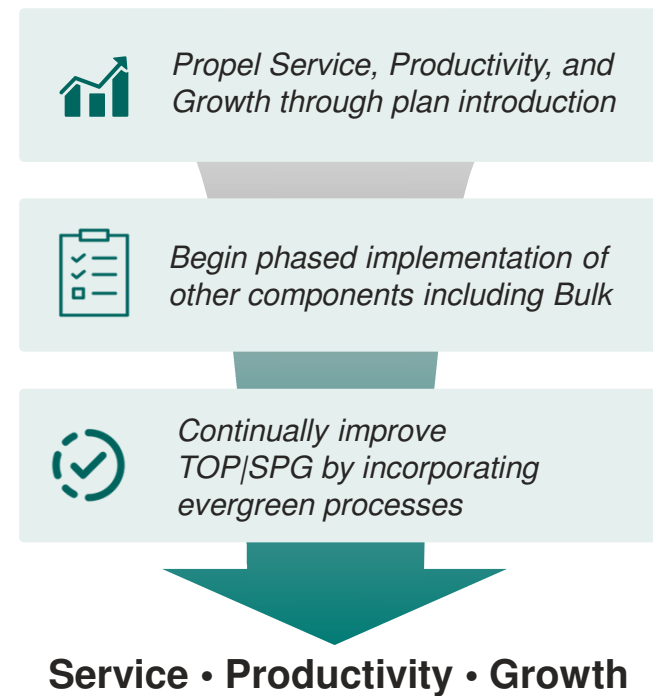 Propel Service, Productivity, and
Growth through plan introduction
Begin phased implementation of
other components including Bulk
Continually improve
TOP|SPG by incorporating
evergreen processes
Service • Productivity • Growth